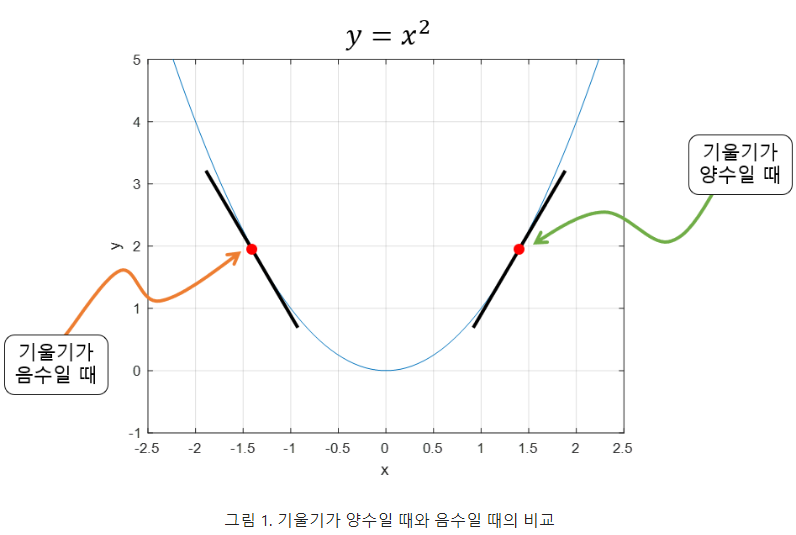 y = x²
5
4
3
2
1
0
-1
y
-2.5 -2 -1.5 -1 -0.5 0 0.5 1 1.5 2 2.5
x
기울기가
양수일 때
기울기가
음수일 때
그림 1. 기울기가 양수일 때와 음수일 때의 비교